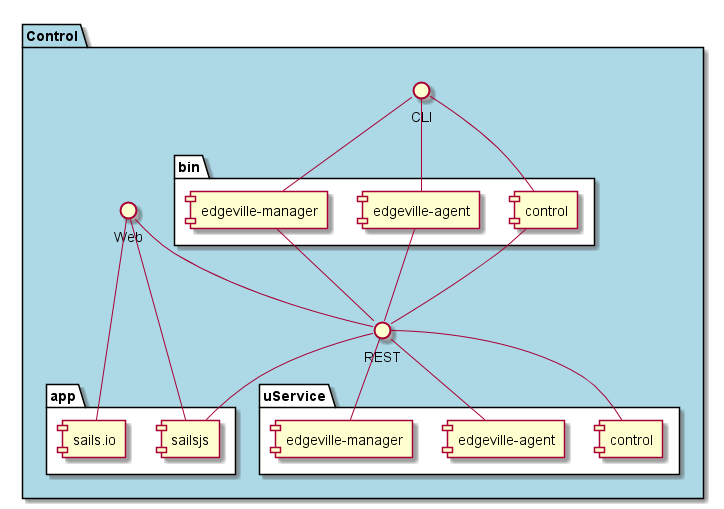 Control
CLI
bin
edgeville-manager
edgeville-agent
control
Web
REST
app
sails.io
sailsjs
uService
edgeville-manager
edgeville-agent
control